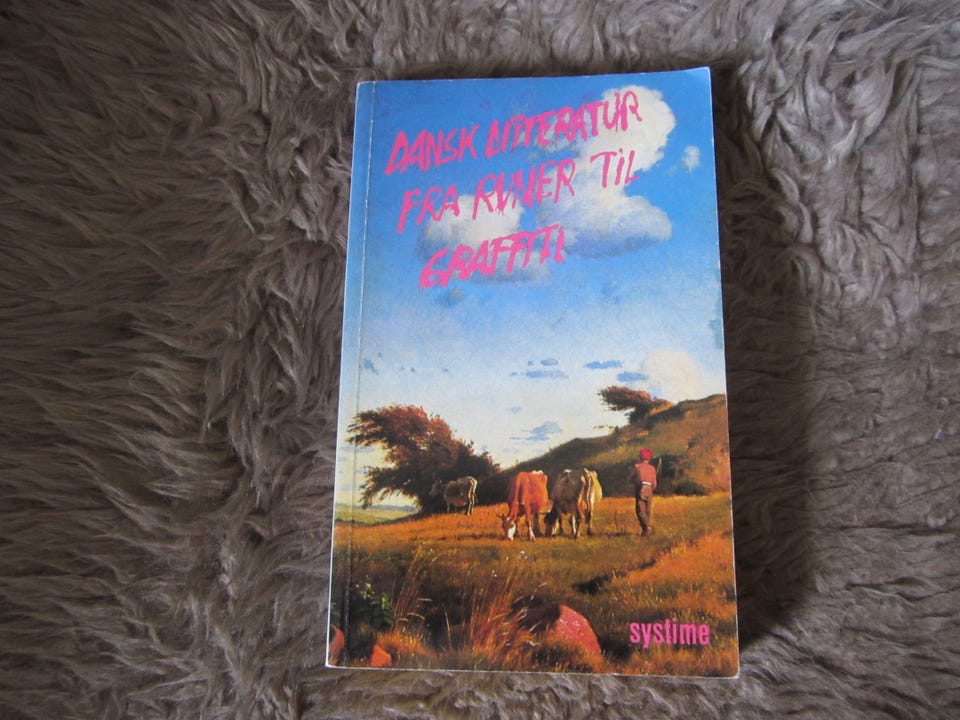 DANSK LITTERATUR
FRA RUNER TIL
GRAFFITI
systime